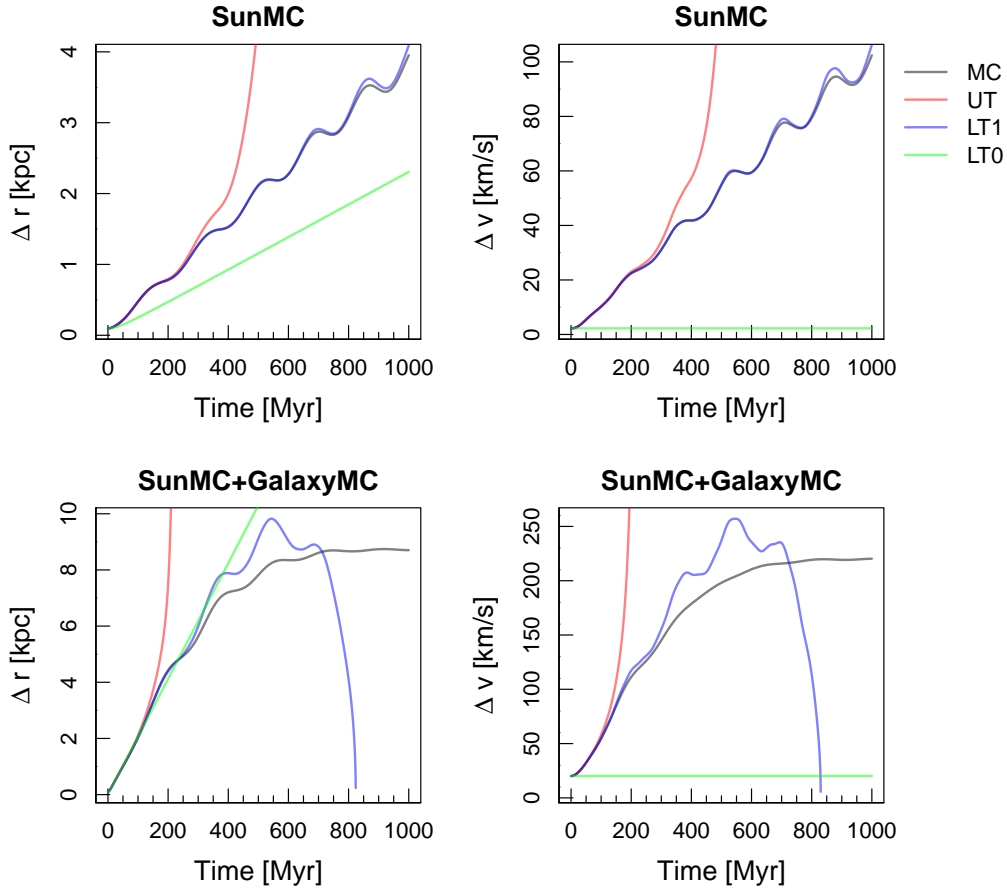 SunMC
SunMC
Δ r [kpc]
4
3
2
1
0
0 200 400 600 800 1000
Time [Myr]
Δ v [km/s]
100
80
60
40
20
0
0 200 400 600 800 1000
Time [Myr]
MC
UT
LT1
LT0
SunMC+GalaxyMC
SunMC+GalaxyMC
Δ r [kpc]
10
8
6
4
2
0
0 200 400 600 800 1000
Time [Myr]
Δ v [km/s]
250
200
150
100
50
0
0 200 400 600 800 1000
Time [Myr]